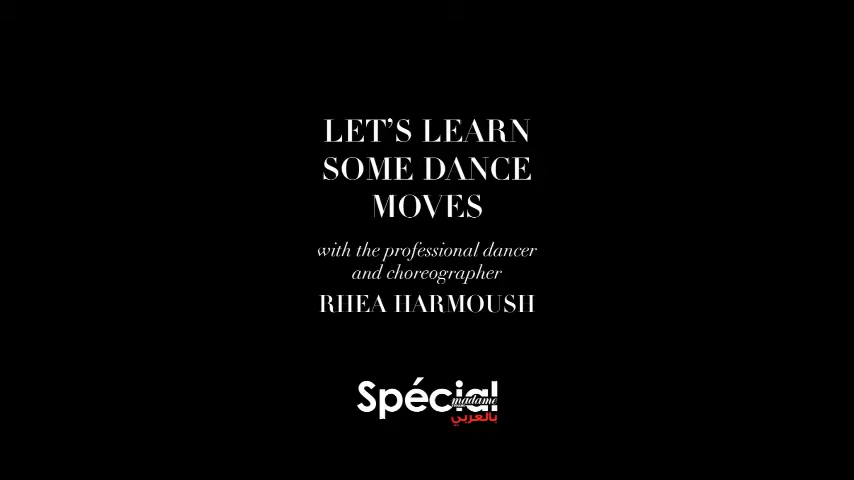 LET’S LEARN
SOME DANCE
MOVES
with the professional dancer
and choreographer
RHEA HARMOUSH
Spécial
madame
بالعربي